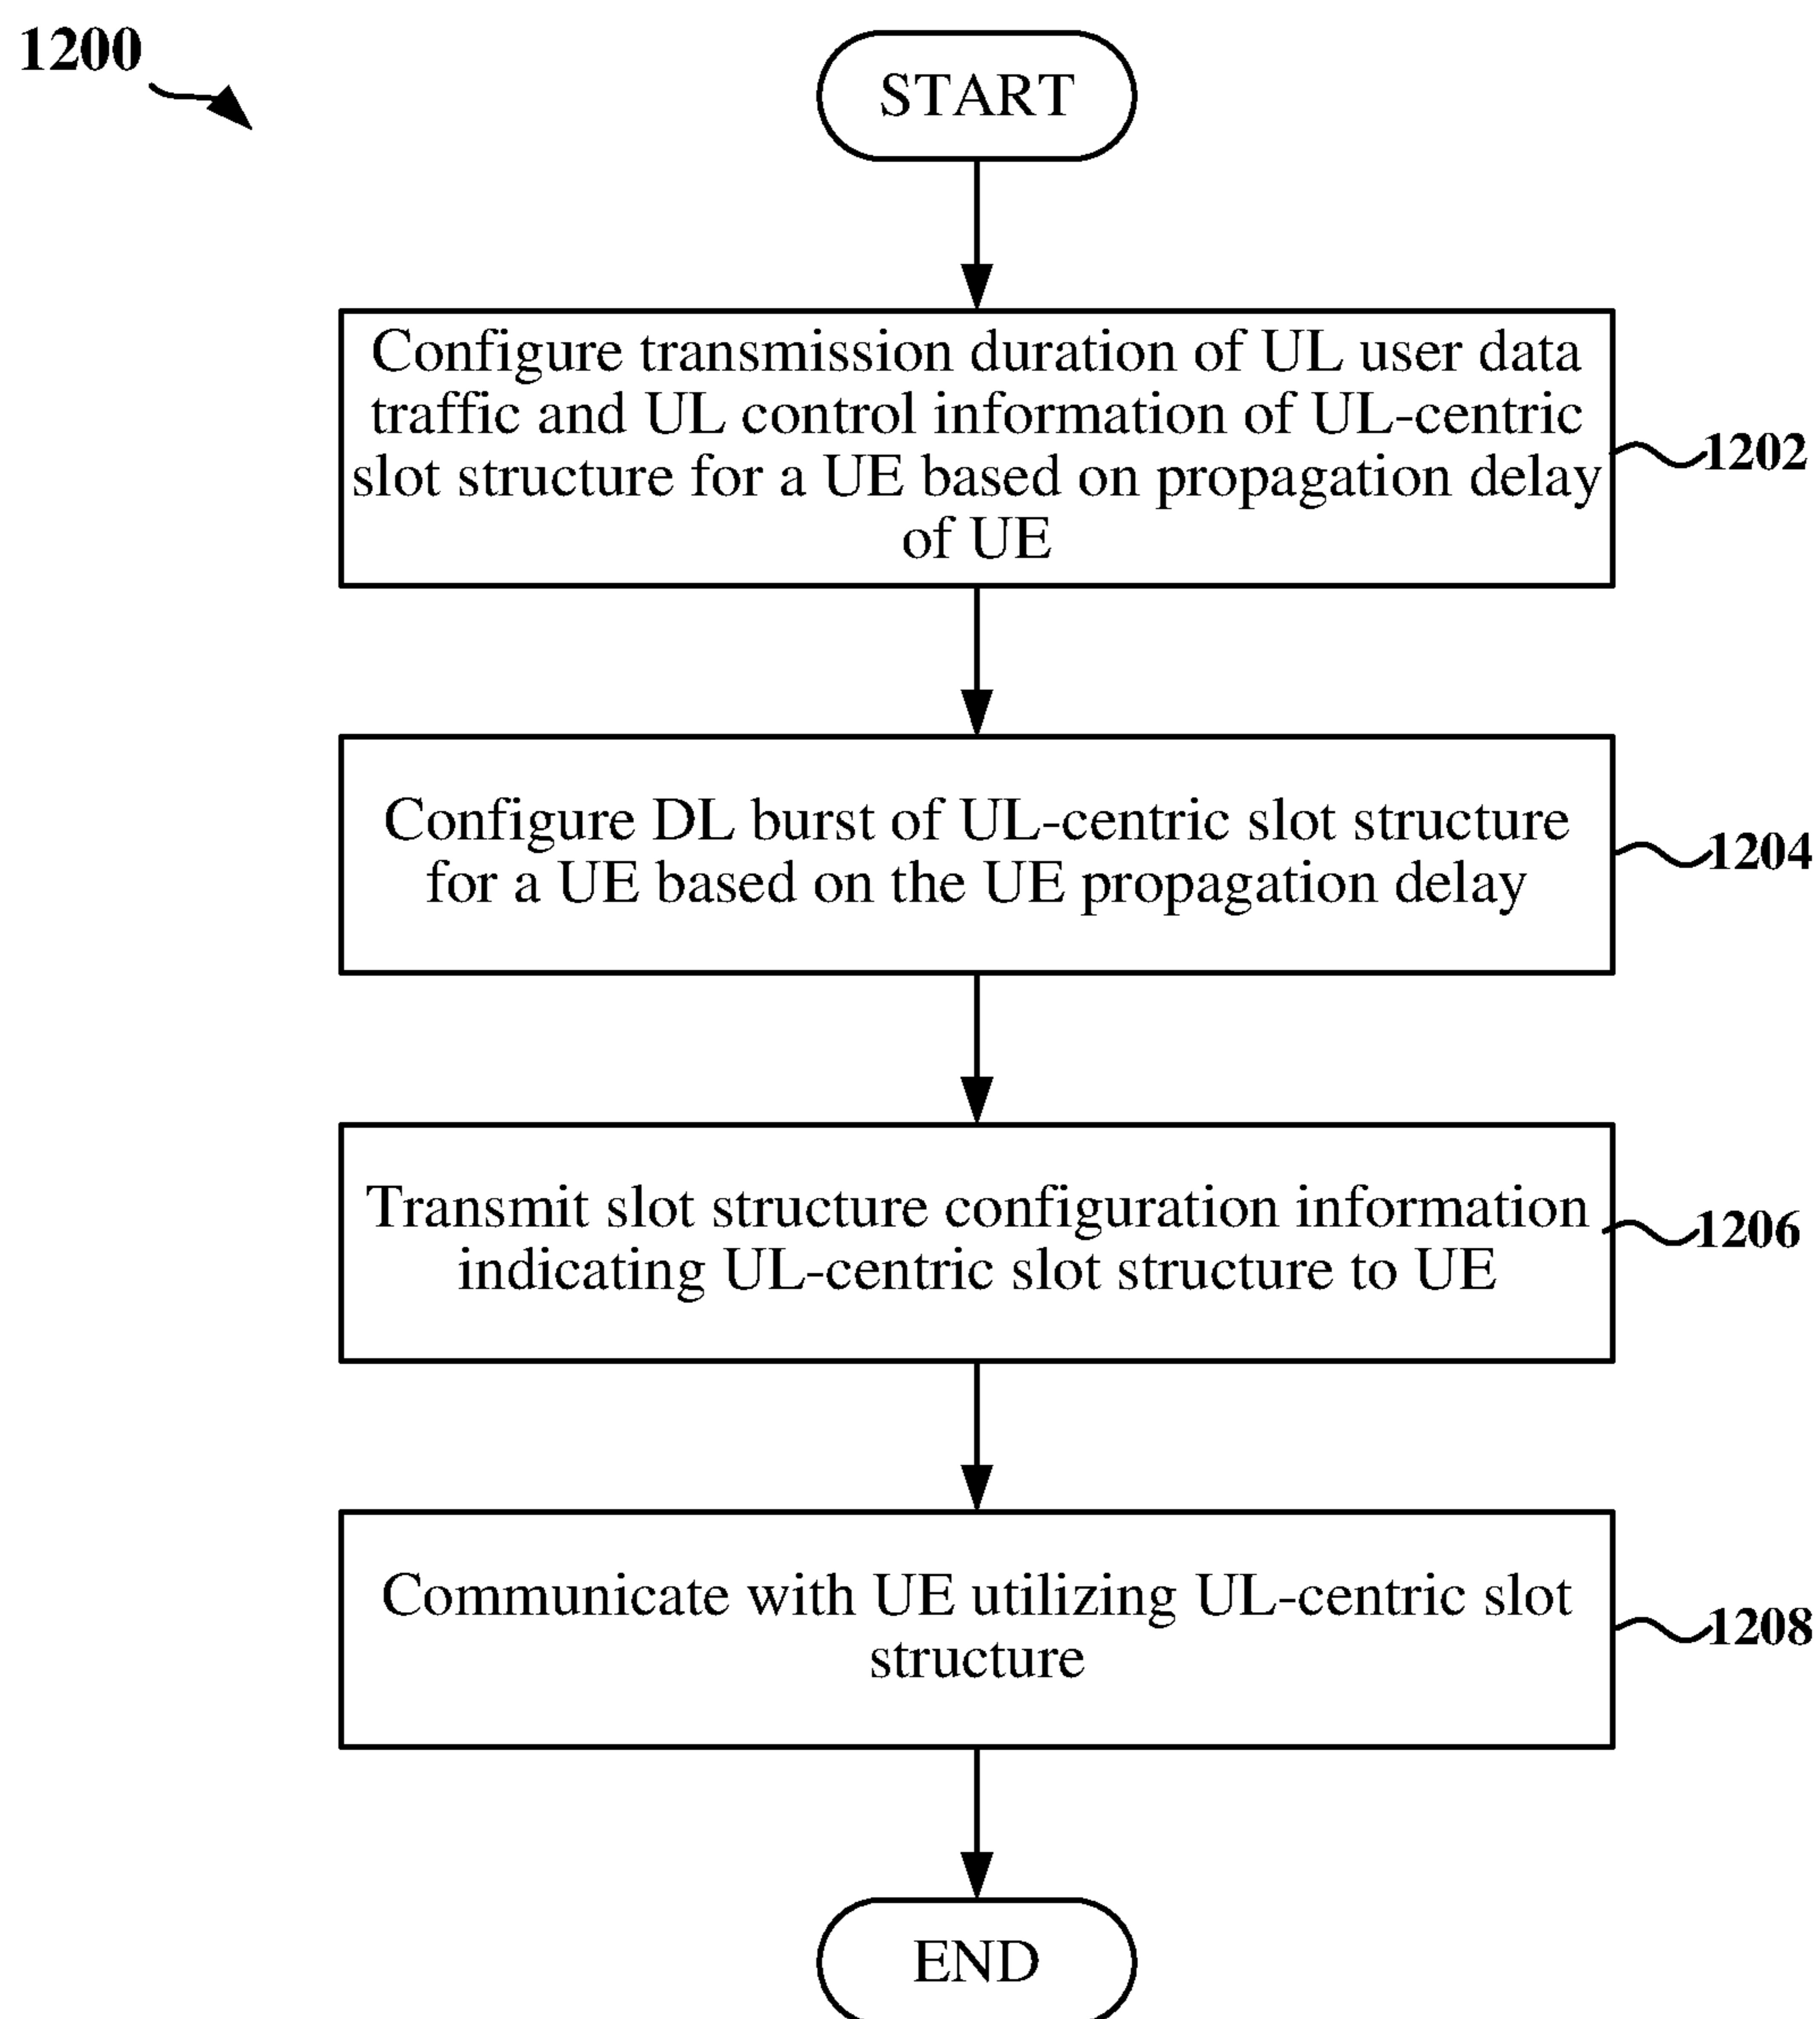 1200
START
Configure transmission duration of UL user data
traffic and UL control information of UL-centric
slot structure for a UE based on propagation delay
of UE
1202
Configure DL burst of UL-centric slot structure
for a UE based on the UE propagation delay
1204
Transmit slot structure configuration information
indicating UL-centric slot structure to UE
1206
Communicate with UE utilizing UL-centric slot
structure
1208
END